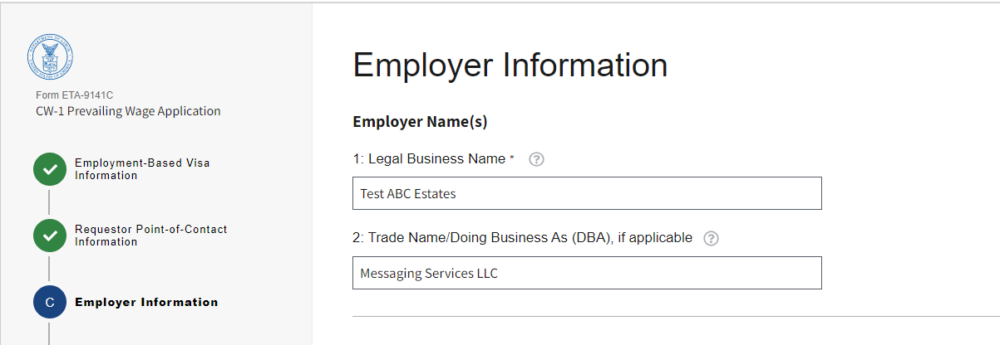 Form ETA-9141C
CW-1 Prevailing Wage Application
Employment-Based Visa
Information
Requestor Point-of-Contact
Information
C
Employer Information
Employer Information
Employer Name(s)
1: Legal Business Name *
?
Test ABC Estates
2: Trade Name/Doing Business As (DBA), if applicable
?
Messaging Services LLC